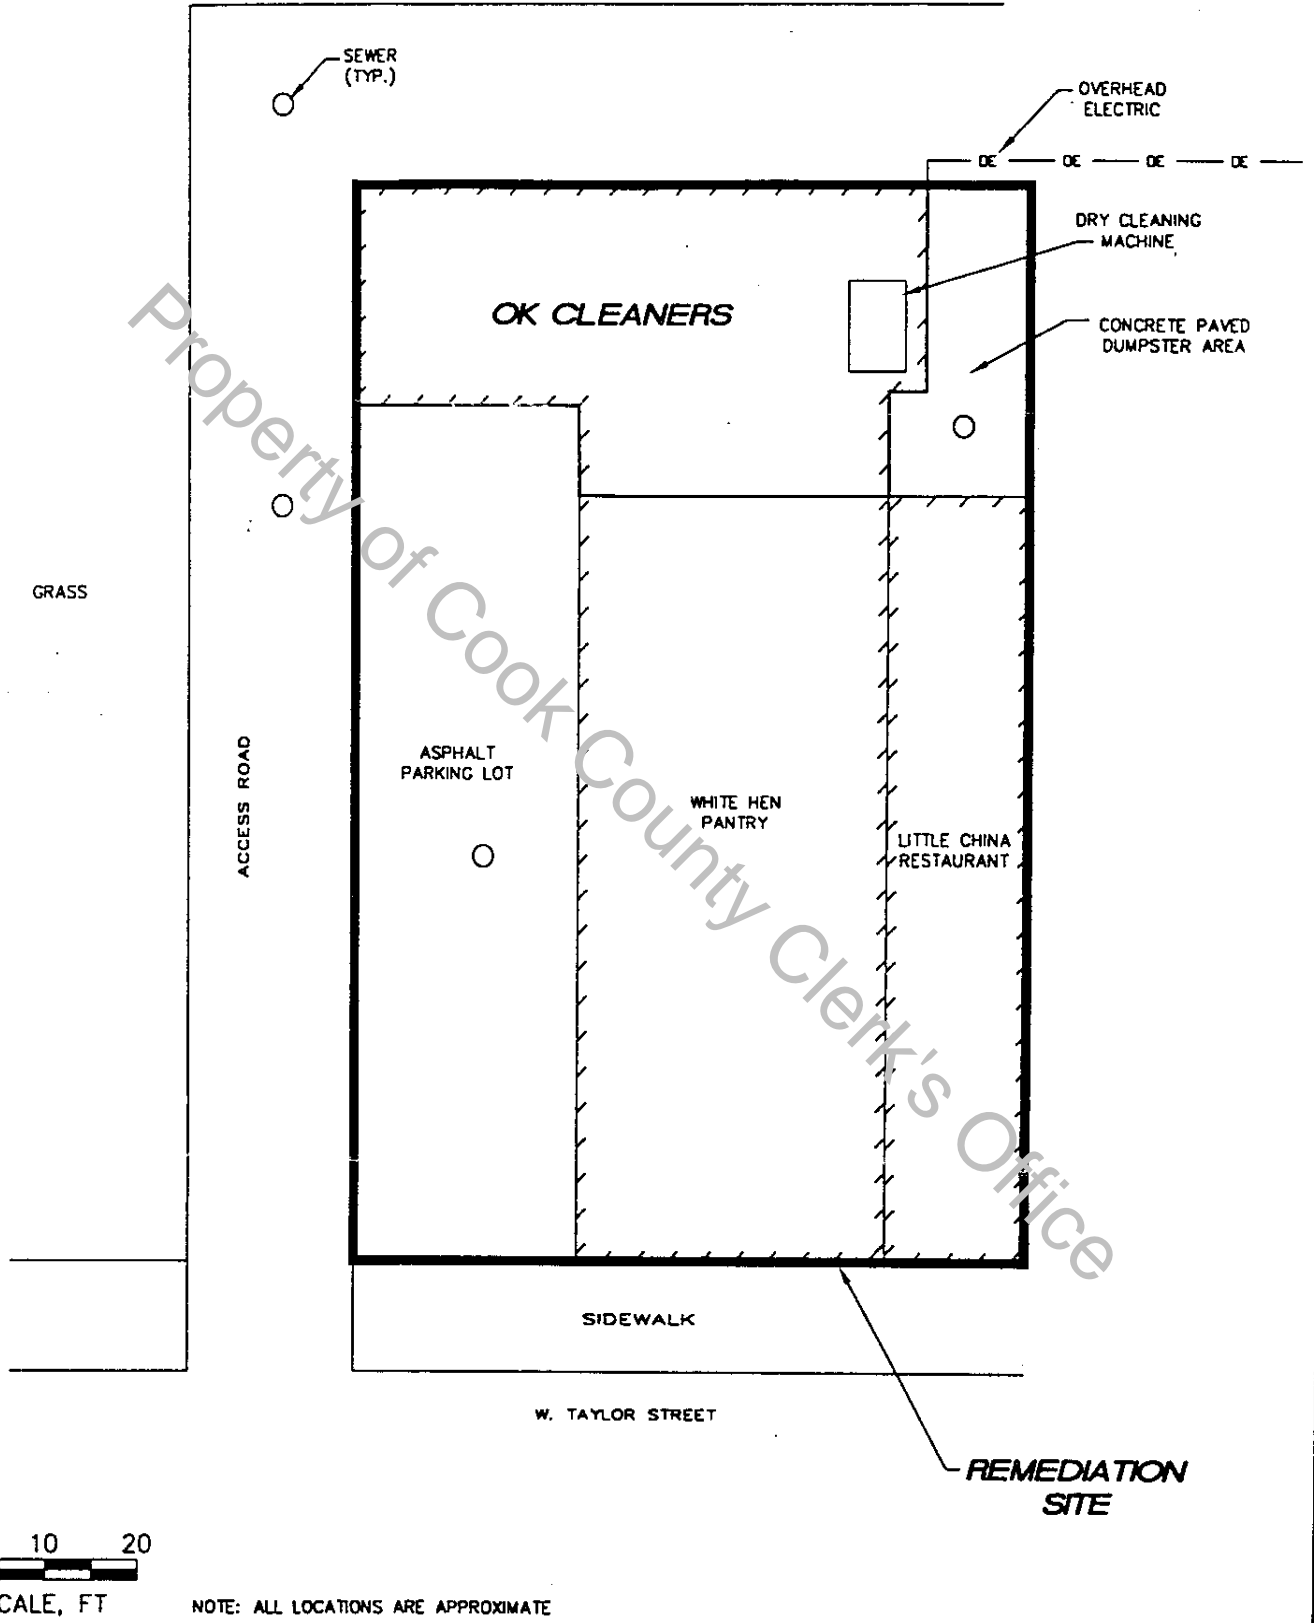 SEWER
(TYP.)
OVERHEAD
ELECTRIC
OE OE OE OE
DRY CLEANING
MACHINE
OK CLEANERS
CONCRETE PAVED
DUMPSTER AREA
GRASS
ACCESS ROAD
ASPHALT
PARKING LOT
WHITE HEN
PANTRY
LITTLE CHINA
RESTAURANT
Property of Cook County Clerk's Office
SIDEWALK
W. TAYLOR STREET
REMEDIATION
SITE
10 20
CALE, FT
NOTE: ALL LOCATIONS ARE APPROXIMATE